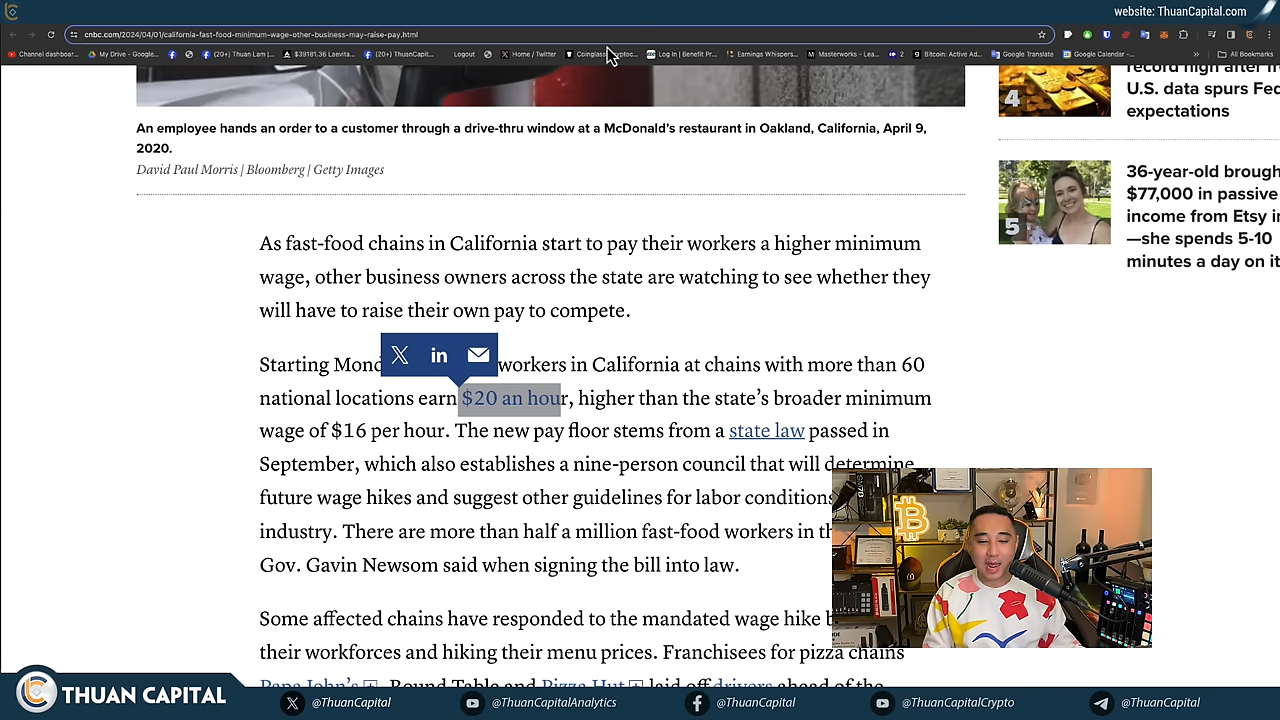 website: ThuanCapital.com
cnbc.com/2024/04/01/california-fast-food-minimum-wage-other-business-may-raise-pay.html
Channel dashboar... My Drive - Google... (20+) Thuan Lam |... $39181.36 Leavita... (20+) ThuanCapit... Logout Home / Twitter Coinglass Log In | Benefit Pr... Earnings Whispers... Masterworks – Lea... 2 Bitcoin: Active Ad... Google Translate Google Calendar -... All Bookmarks
4
record high after
U.S. data spurs Fed
expectations
An employee hands an order to a customer through a drive-thru window at a McDonald's restaurant in Oakland, California, April 9,
2020.
David Paul Morris | Bloomberg | Getty Images
5
36-year-old brough
$77,000 in passive
income from Etsy i
—she spends 5-10
minutes a day on it
As fast-food chains in California start to pay their workers a higher minimum
wage, other business owners across the state are watching to see whether they
will have to raise their own pay to compete.
Starting Mond workers in California at chains with more than 60
national locations earn $20 an hour, higher than the state's broader minimum
wage of $16 per hour. The new pay floor stems from a state law passed in
September, which also establishes a nine-person council that will determine
future wage hikes and suggest other guidelines for labor conditions
industry. There are more than half a million fast-food workers in th
Gov. Gavin Newsom said when signing the bill into law.
Some affected chains have responded to the mandated wage hike b
their workforces and hiking their menu prices. Franchisees for pizza chains
Papa John's Round Table and Pizza Hut laid off drivers ahead of the
THUAN CAPITAL
@ThuanCapital
@ThuanCapitalAnalytics
@ThuanCapital
@ThuanCapitalCrypto
@ThuanCapital